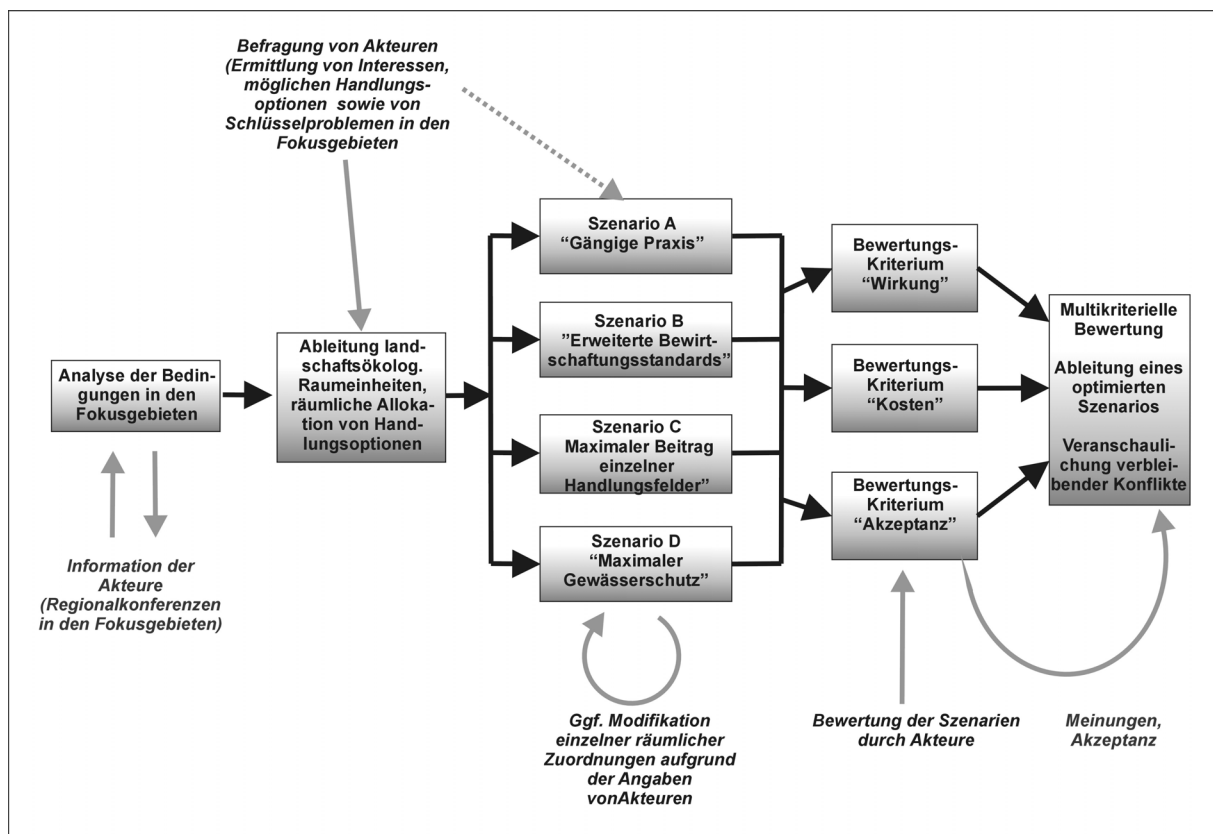 Befragung von Akteuren
(Ermittlung von Interessen,
möglichen Handlungs-
optionen sowie von
Schlüsselproblemen in den
Fokusgebieten
Analyse der Bedin-
gungen in den
Fokusgebieten
Information der
Akteure
(Regionalkonferenzen
in den Fokusgebieten)
Ableitung land-
schaftsökolog.
Raumeinheiten,
räumliche Alloka-
tion von Hand-
lungsoptionen
Szenario A
“Gängige Praxis”
Szenario B
”Erweiterte Bewirt-
schaftungsstandards”
Szenario C
Maximaler Beitrag
einzelner
Handlungsfelder”
Szenario D
“Maximaler
Gewässerschutz”
Ggf. Modifikation
einzelner räumlicher
Zuordnungen aufgrund
der Angaben
vonAkteuren
Bewertungs-
Kriterium
“Wirkung”
Bewertungs-
Kriterium
“Kosten”
Bewertungs-
Kriterium
“Akzeptanz”
Bewertung der Szenarien
durch Akteure
Multikriterielle
Bewertung
Ableitung eines
optimierten
Szenarios
Veranschauli-
chung verblei-
bender Konflikte
Meinungen,
Akzeptanz